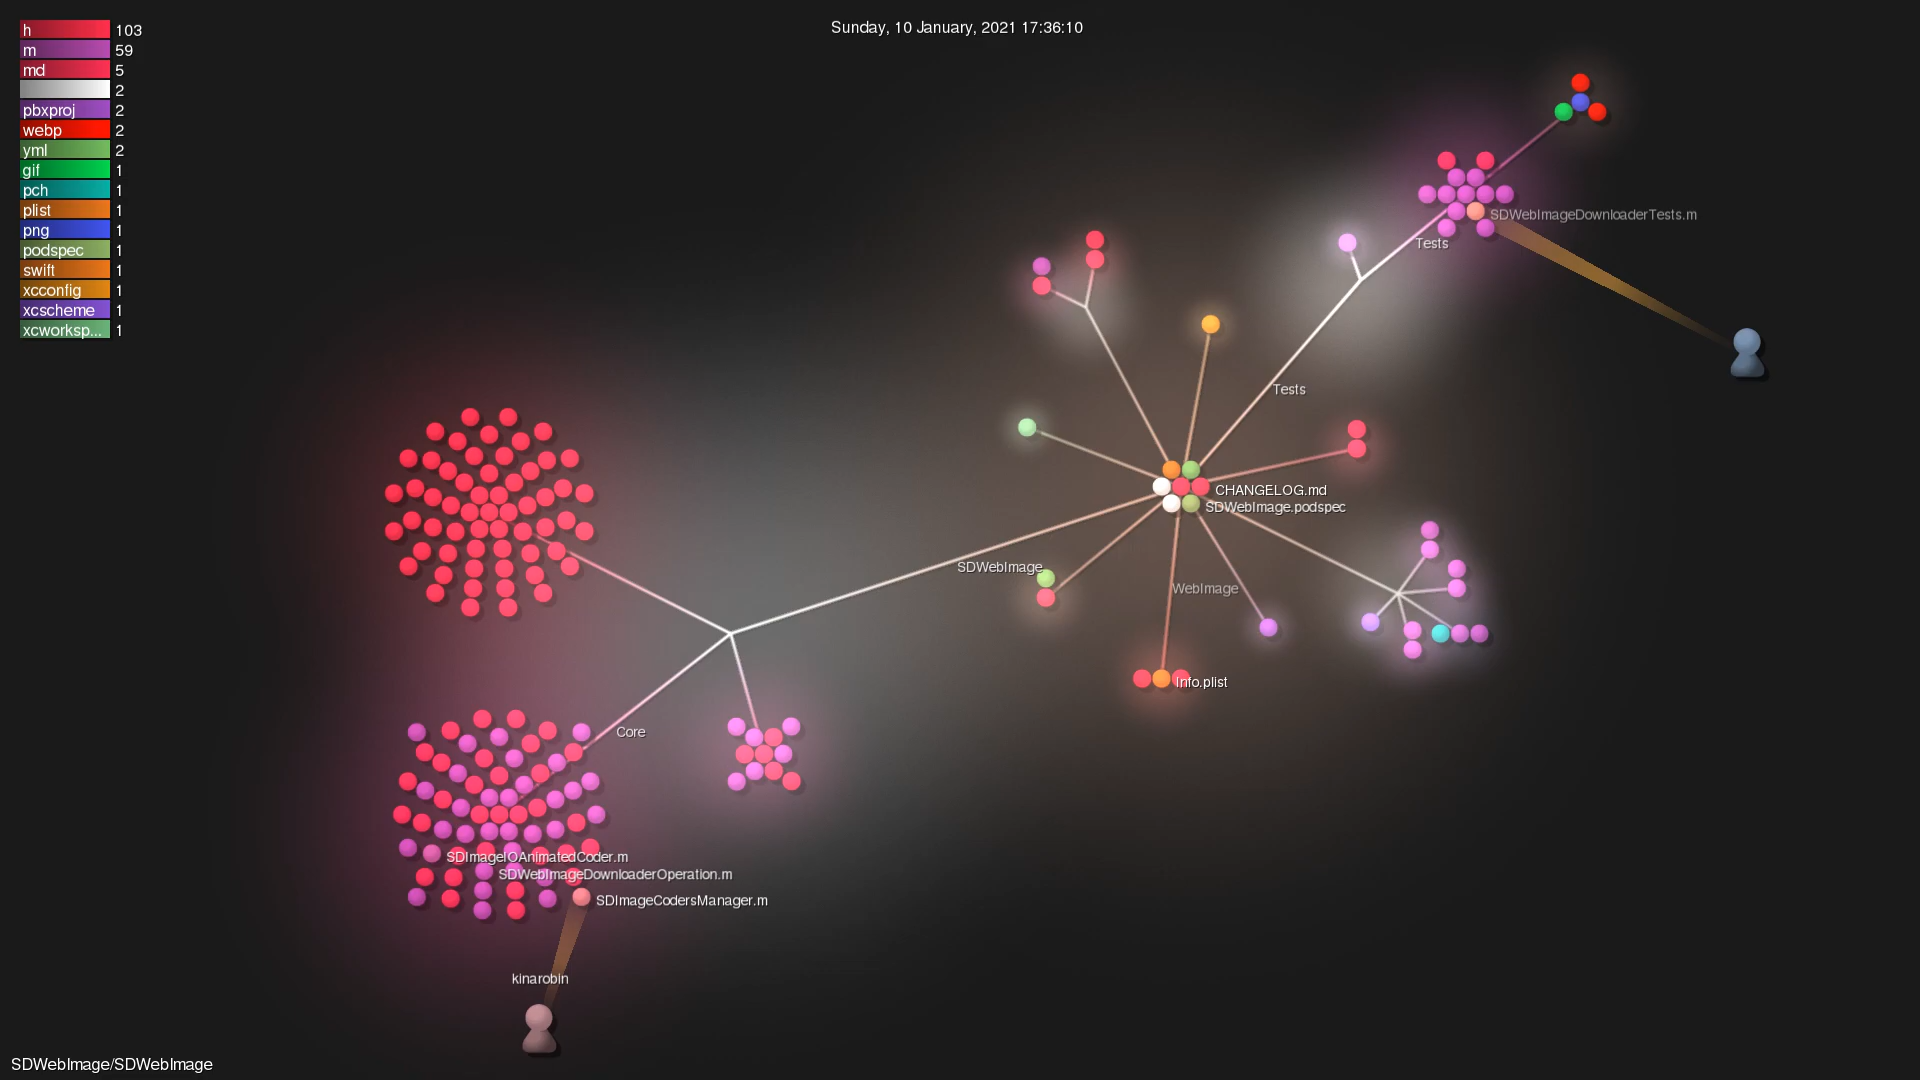 Sunday, 10 January, 2021 17:36:10
h 103
m 59
md 5
2
pbxproj 2
webp 2
yml 2
gif 1
pch 1
plist 1
png 1
podspec 1
swift 1
xcconfig 1
xcscheme 1
xcworksp... 1
SDWebImageDownloaderTests.m
Tests
Tests
CHANGELOG.md
SDWebImage.podspec
SDWebImage
WebImage
Info.plist
Core
SDImageIOAnimatedCoder.m
SDWebImageDownloaderOperation.m
SDImageCodersManager.m
kinarobin
SDWebImage/SDWebImage